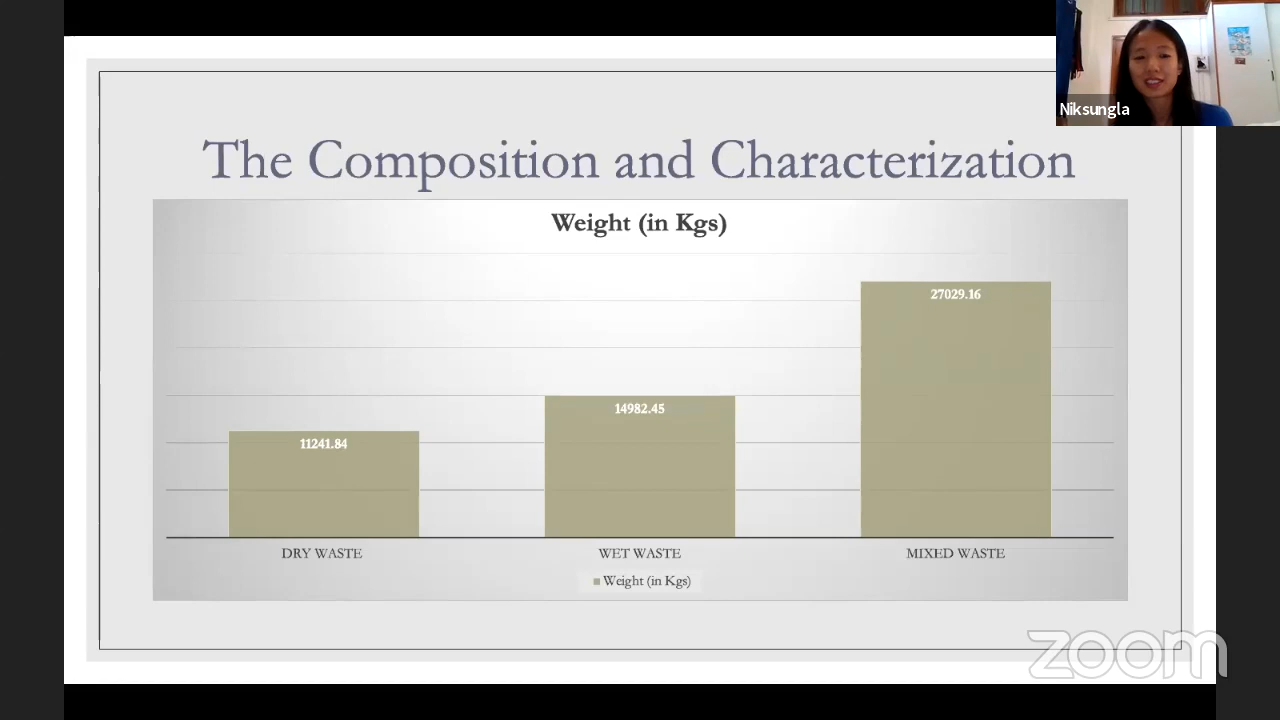 Niksungla
The Composition and Characterization
Weight (in Kgs)
27029.16
14982.45
11241.84
DRY WASTE
WET WASTE
MIXED WASTE
Weight (in Kgs)
zoom